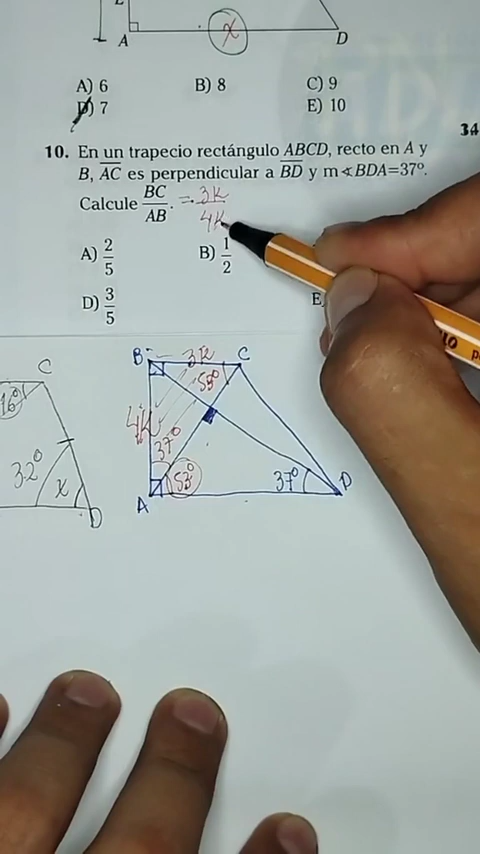 A
x
D
A) 6
B) 8
C) 9
D) 7
E) 10
34
10. En un trapecio rectángulo ABCD, recto en A y
B, AC es perpendicular a BD y m∢BDA=37°.
Calcule BC/AB. = 3k/4k
A) 2/5
B) 1/2
D) 3/5
E
C
16°
32°
x
D
B
3k
C
53°
4k
37°
53°
37°
A
D